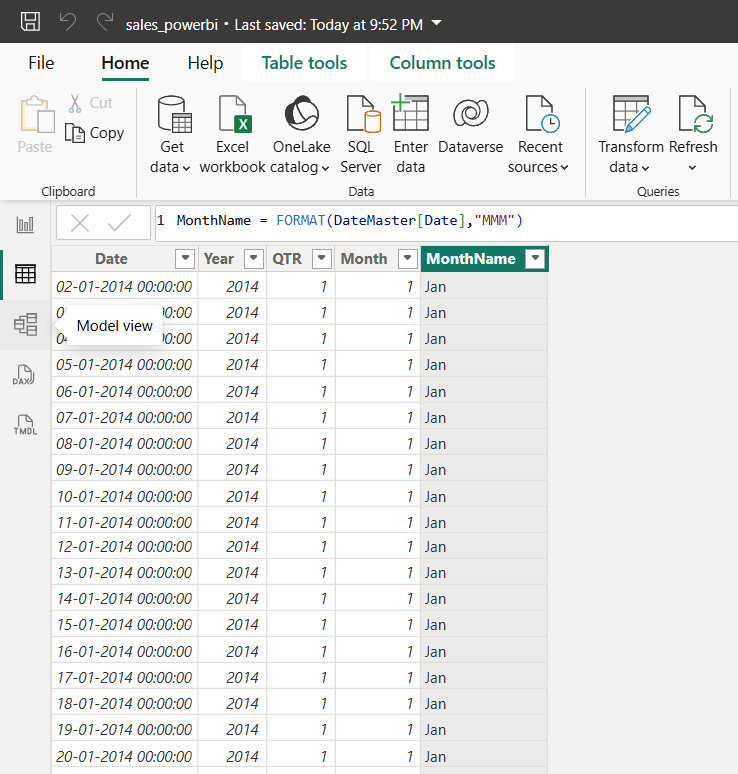 sales_powerbi • Last saved: Today at 9:52 PM
File Home Help Table tools Column tools
Paste Cut Copy
Get data Excel workbook OneLake catalog SQL Server Enter data Dataverse Recent sources Transform data Refresh
Clipboard Data Queries
1 MonthName = FORMAT(DateMaster[Date],"MMM")
Date Year QTR Month MonthName
02-01-2014 00:00:00 2014 1 1 Jan
0 00:00 2014 1 1 Jan
Model view
04 00:00 2014 1 1 Jan
05-01-2014 00:00:00 2014 1 1 Jan
06-01-2014 00:00:00 2014 1 1 Jan
07-01-2014 00:00:00 2014 1 1 Jan
08-01-2014 00:00:00 2014 1 1 Jan
09-01-2014 00:00:00 2014 1 1 Jan
10-01-2014 00:00:00 2014 1 1 Jan
11-01-2014 00:00:00 2014 1 1 Jan
12-01-2014 00:00:00 2014 1 1 Jan
13-01-2014 00:00:00 2014 1 1 Jan
14-01-2014 00:00:00 2014 1 1 Jan
15-01-2014 00:00:00 2014 1 1 Jan
16-01-2014 00:00:00 2014 1 1 Jan
17-01-2014 00:00:00 2014 1 1 Jan
18-01-2014 00:00:00 2014 1 1 Jan
19-01-2014 00:00:00 2014 1 1 Jan
20-01-2014 00:00:00 2014 1 1 Jan
DAX
TMDL